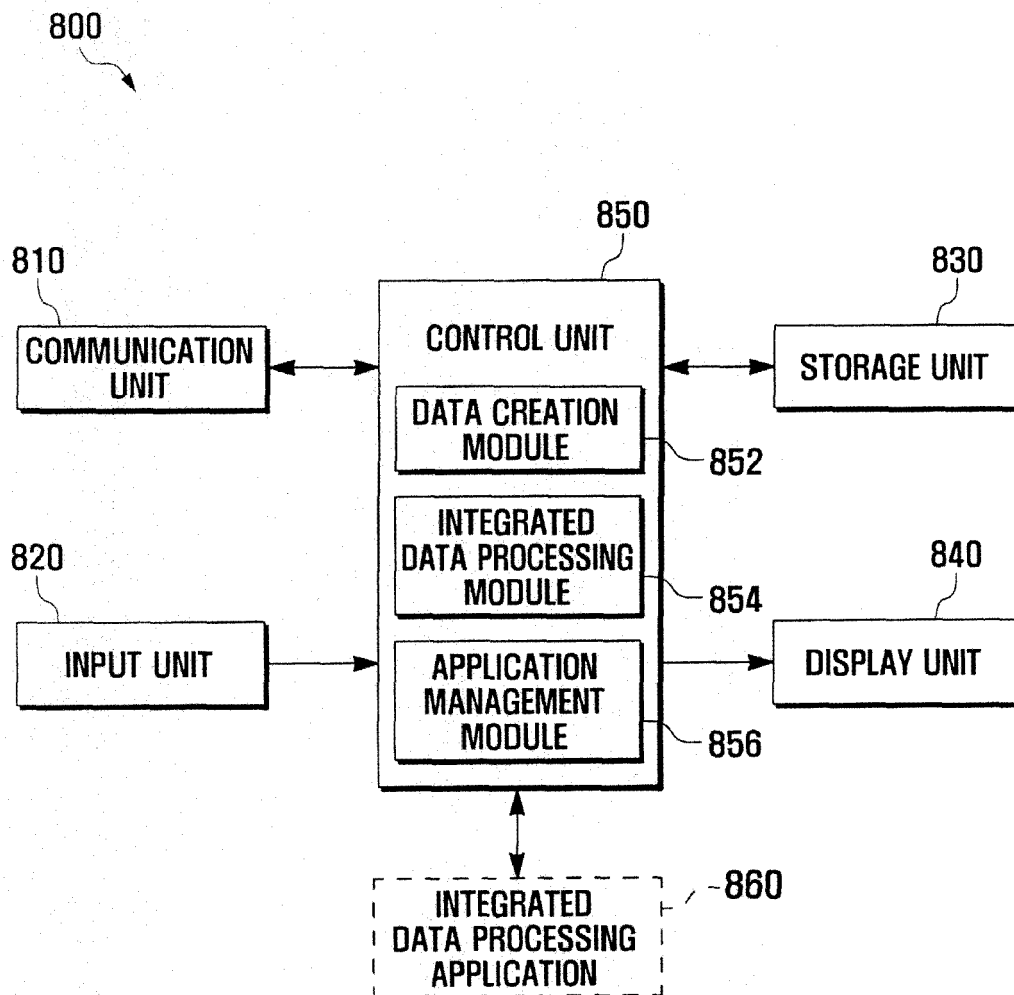 800
850
810
830
COMMUNICATION
UNIT
CONTROL UNIT
STORAGE UNIT
DATA CREATION
MODULE
852
INTEGRATED
DATA PROCESSING
MODULE
854
820
840
INPUT UNIT
DISPLAY UNIT
APPLICATION
MANAGEMENT
MODULE
856
860
INTEGRATED
DATA PROCESSING
APPLICATION